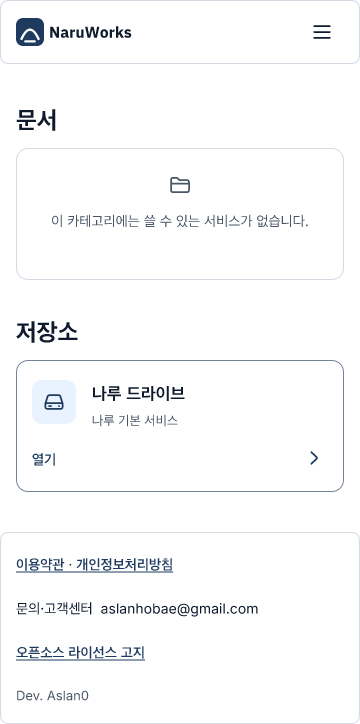 NaruWorks
문서
이 카테고리에는 쓸 수 있는 서비스가 없습니다.
저장소
나루 드라이브
나루 기본 서비스
열기
이용약관 · 개인정보처리방침
문의·고객센터 aslanhobae@gmail.com
오픈소스 라이선스 고지
Dev. Aslan0